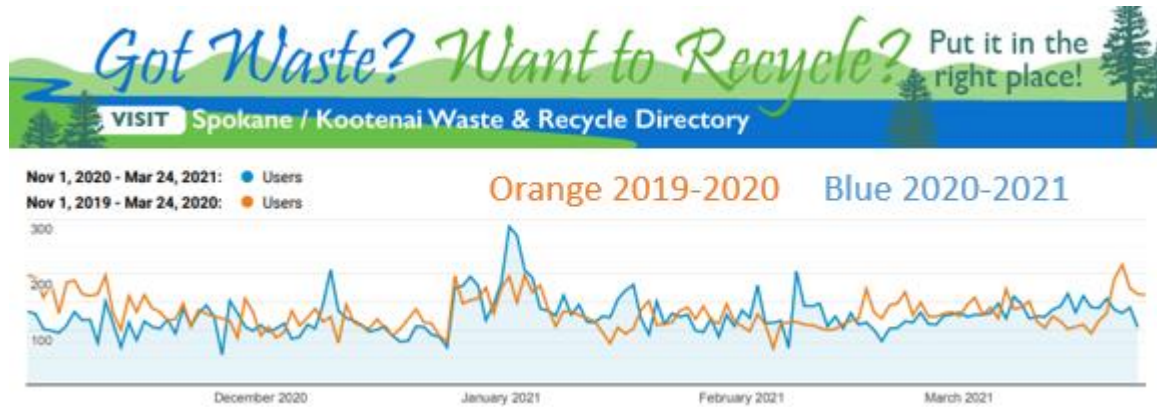 Got Waste? Want to Recycle?
Put it in the
right place!
VISIT Spokane / Kootenai Waste & Recycle Directory
Nov 1, 2020 - Mar 24, 2021: Users
Nov 1, 2019 - Mar 24, 2020: Users
Orange 2019-2020 Blue 2020-2021
300
200
100
December 2020 January 2021 February 2021 March 2021